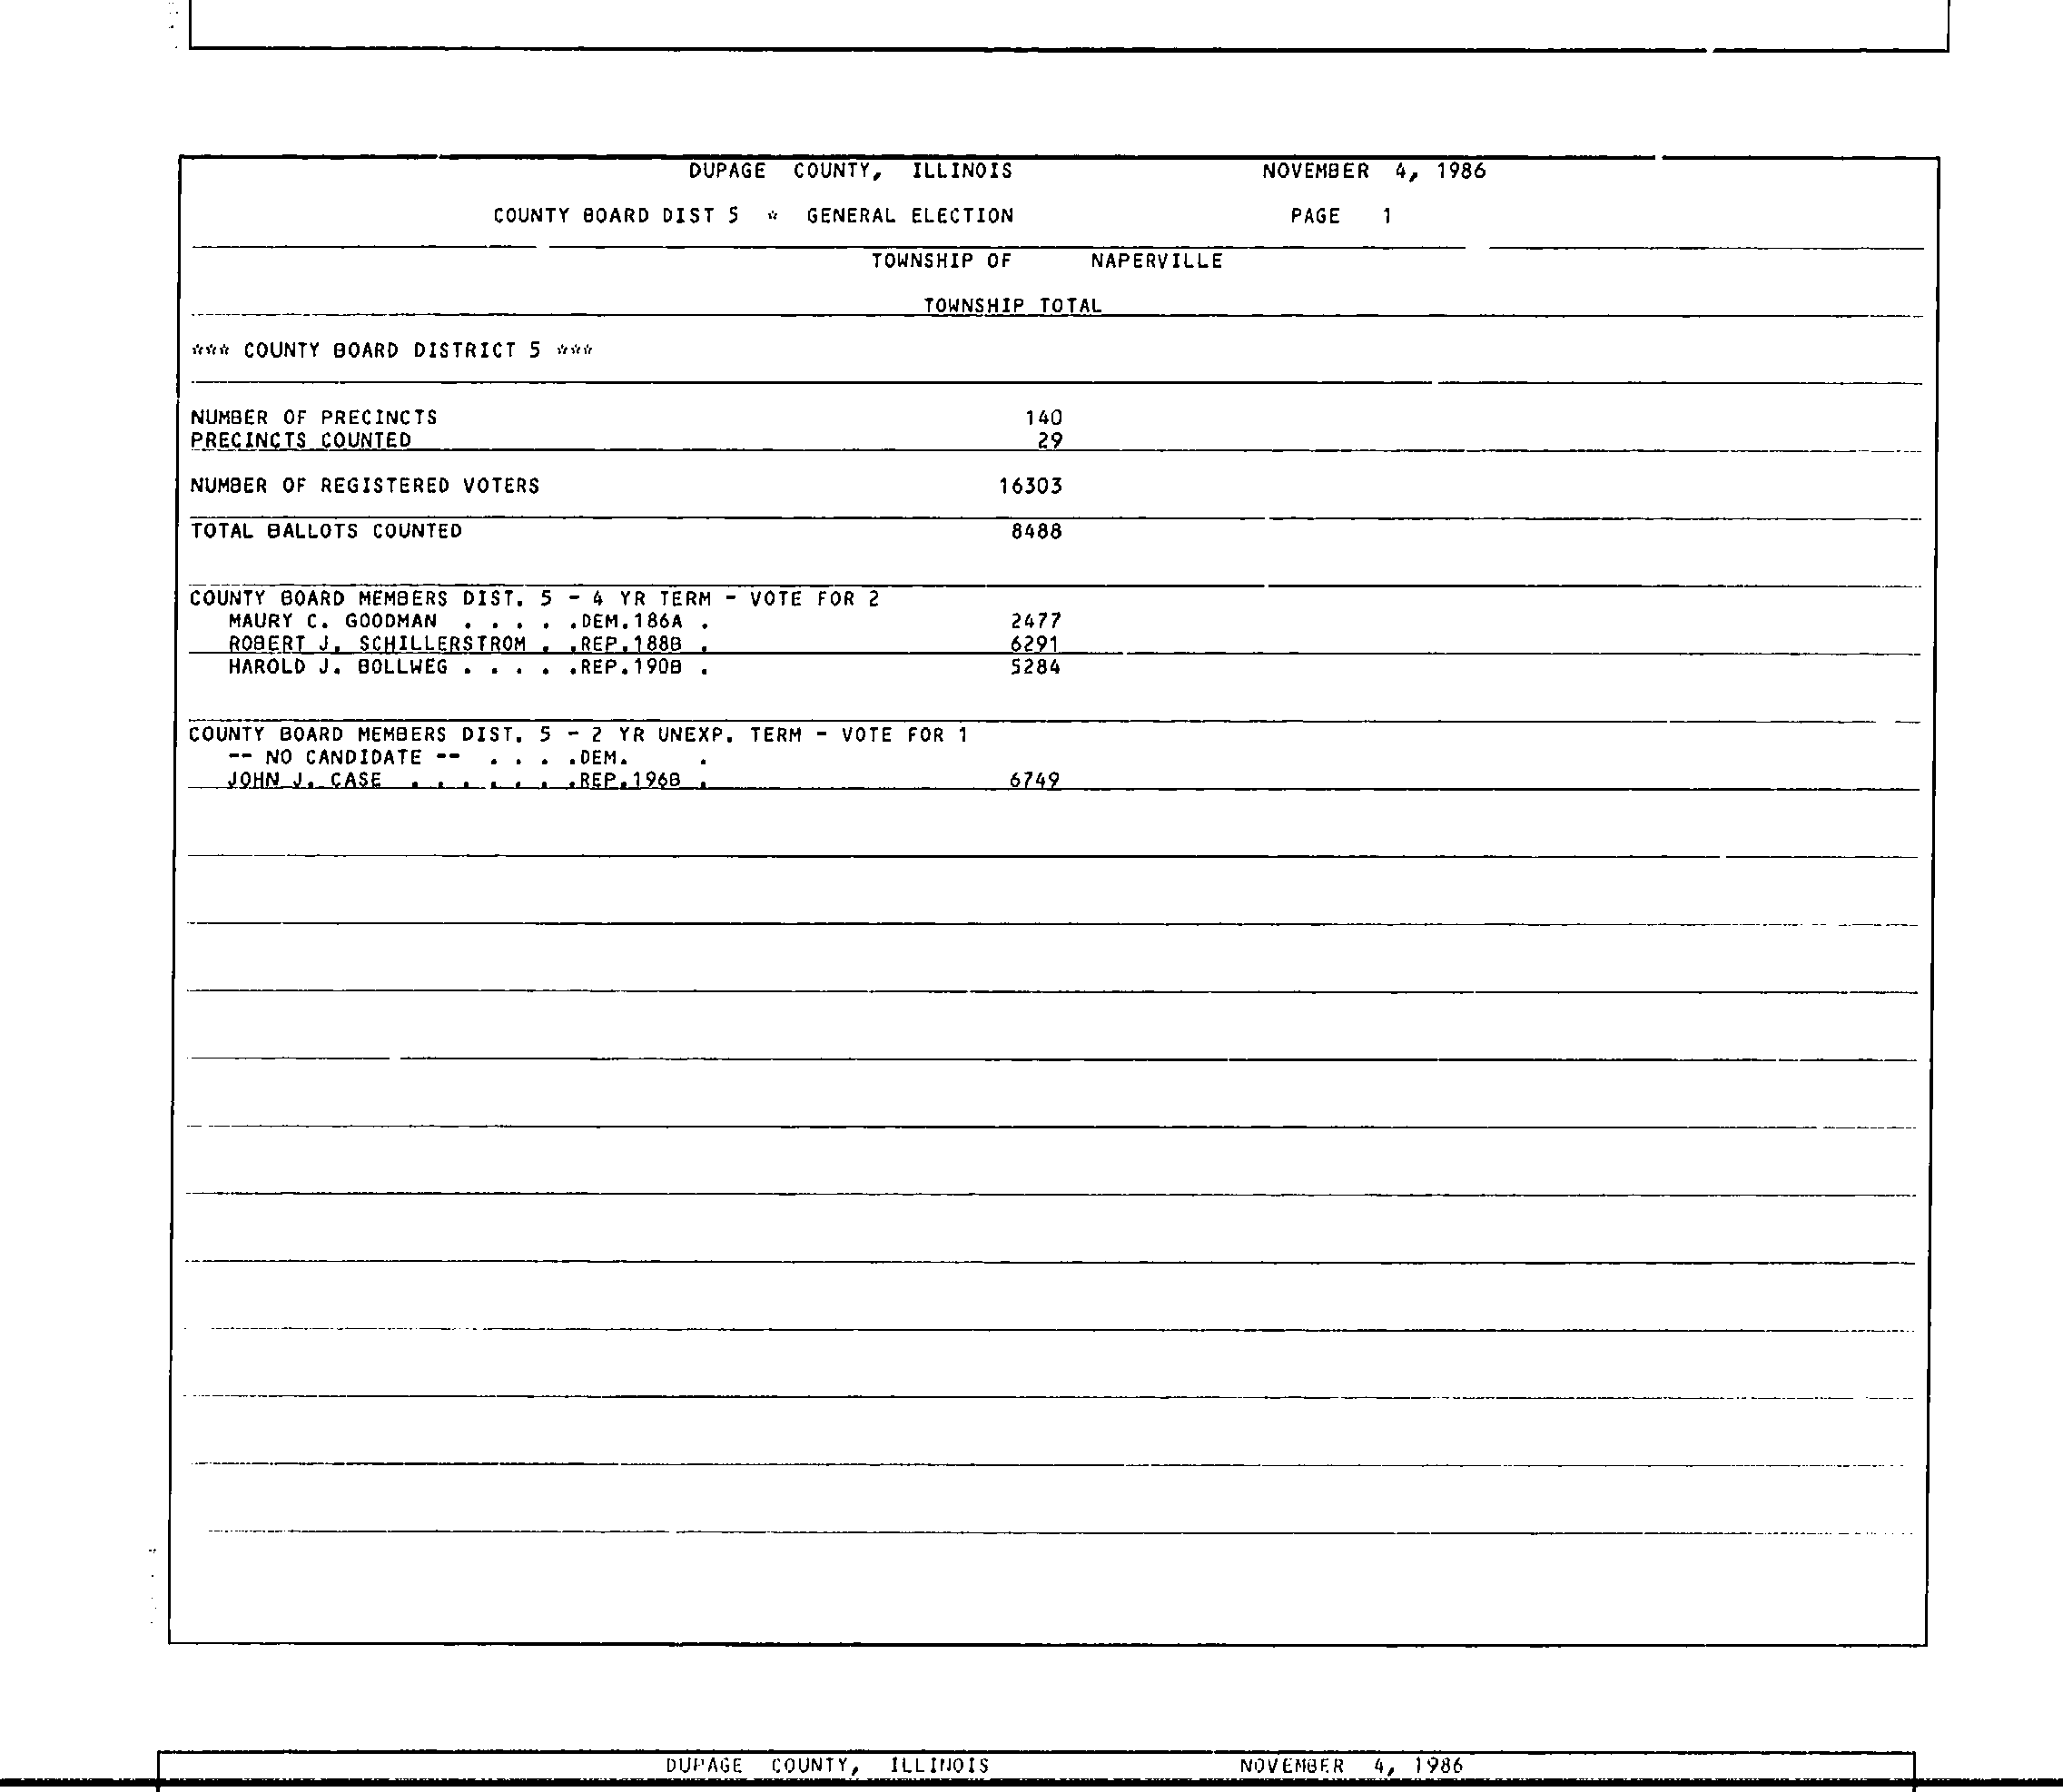 DUPAGE COUNTY, ILLINOIS NOVEMBER 4, 1986
COUNTY BOARD DIST 5 * GENERAL ELECTION PAGE 1
TOWNSHIP OF NAPERVILLE
TOWNSHIP TOTAL
*** COUNTY BOARD DISTRICT 5 ***
NUMBER OF PRECINCTS 140
PRECINCTS COUNTED 29
NUMBER OF REGISTERED VOTERS 16303
TOTAL BALLOTS COUNTED 8488
COUNTY BOARD MEMBERS DIST. 5 - 4 YR TERM - VOTE FOR 2
MAURY C. GOODMAN . . . . .DEM.186A . 2477
ROBERT J. SCHILLERSTROM . .REP.188B . 6291
HAROLD J. BOLLWEG . . . . .REP.190B . 5284
COUNTY BOARD MEMBERS DIST. 5 - 2 YR UNEXP. TERM - VOTE FOR 1
-- NO CANDIDATE -- . . . .DEM. .
JOHN J. CASE . . . . . . .REP.196B . 6749
DUPAGE COUNTY, ILLINOIS NOVEMBER 4, 1986